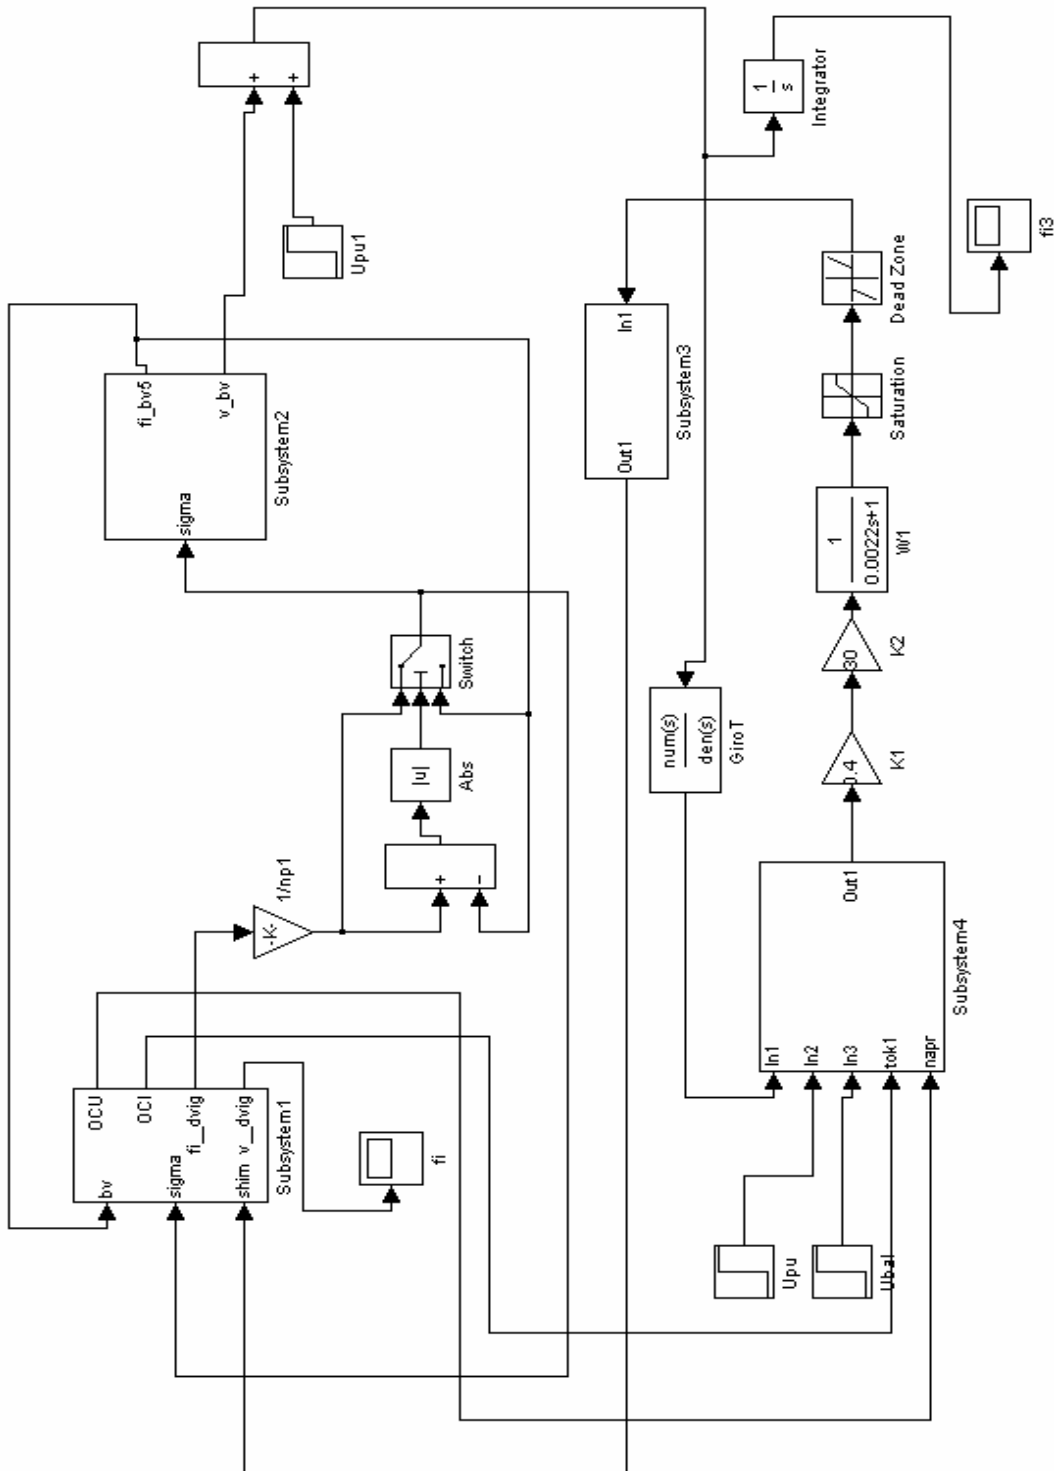 bv
sigma
shim
OCU
OCI
fi__dvig
v__dvig
Subsystem1
fi
-K-
1/np1
+
-
|u|
Abs
Switch
sigma
fi_bv5
v_bv
Subsystem2
+
+
Upu1
1
s
Integrator
fi3
In1
Out1
Subsystem3
num(s)
den(s)
GiroT
Upu
Ubal
In1
In2
In3
tok1
napr
Out1
Subsystem4
0.4
K1
30
K2
1
0.0022s+1
W1
Saturation
Dead Zone